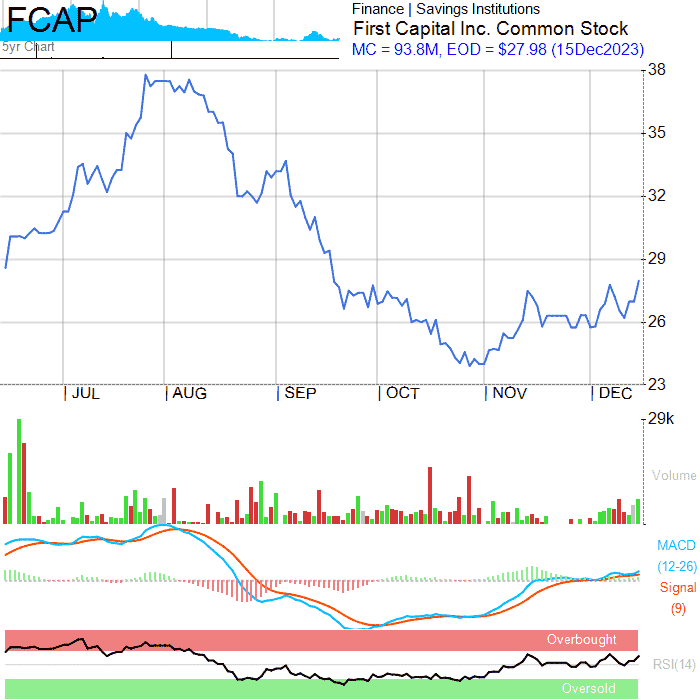 FCAP
5yr Chart
Finance | Savings Institutions
First Capital Inc. Common Stock
MC = 93.8M, EOD = $27.98 (15Dec2023)
38
35
32
29
26
23
| JUL | AUG | SEP | OCT | NOV | DEC
29k
Volume
MACD
(12-26)
Signal
(9)
Overbought
RSI(14)
Oversold